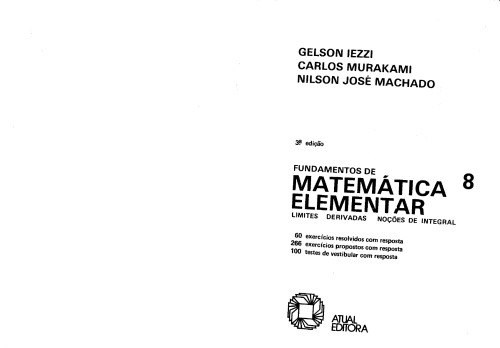 GELSON IEZZI
CARLOS MURAKAMI
NILSON JOSÉ MACHADO
3ª edição
FUNDAMENTOS DE
MATEMÁTICA 8
ELEMENTAR
LIMITES DERIVADAS NOÇÕES DE INTEGRAL
60 exercícios resolvidos com resposta
266 exercícios propostos com resposta
100 testes de vestibular com resposta
ATUAL
EDITORA